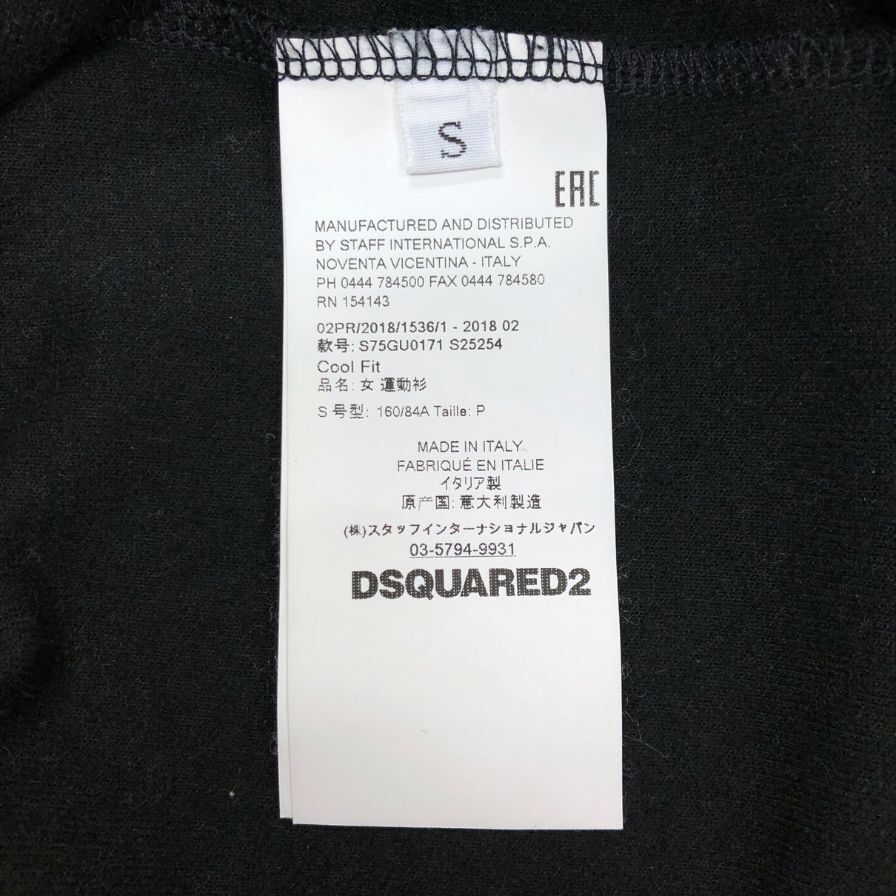 S
EAC
MANUFACTURED AND DISTRIBUTED
BY STAFF INTERNATIONAL S.P.A.
NOVENTA VICENTINA - ITALY
PH 0444 784500 FAX 0444 784580
RN 154143
02PR/2018/1536/1 - 2018 02
款号: S75GU0171 S25254
Cool Fit
品名: 女 運動衫
S 号型: 160/84A Taille: P
MADE IN ITALY
FABRIQUÉ EN ITALIE
イタリア製
原产国: 意大利製造
(株)スタッフインターナショナルジャパン
03-5794-9931
DSQUARED2